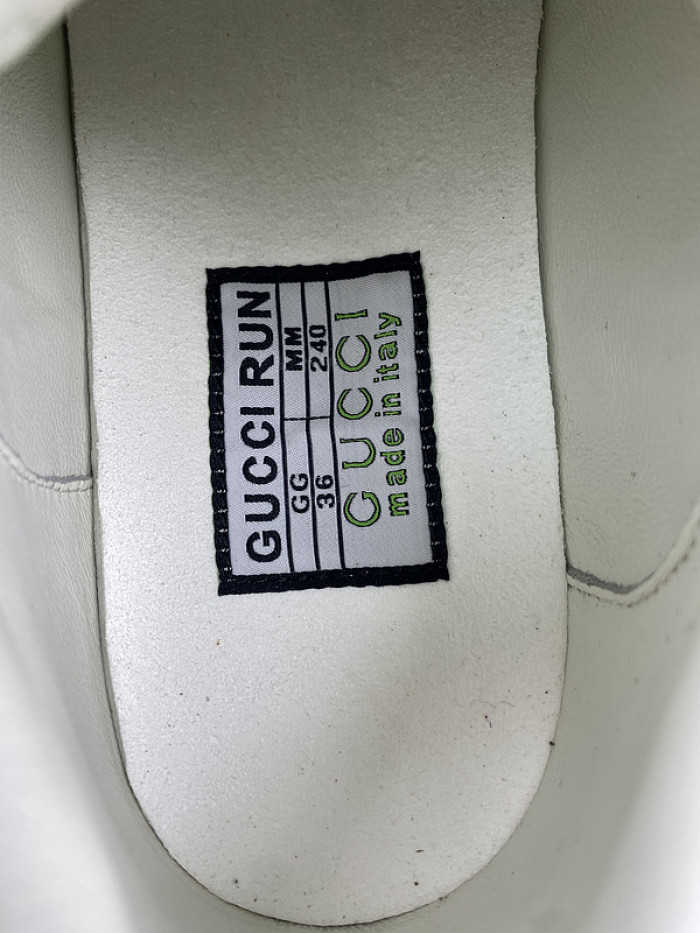 GUCCI RUN
GG MM
36 240
GUCCI
made in italy